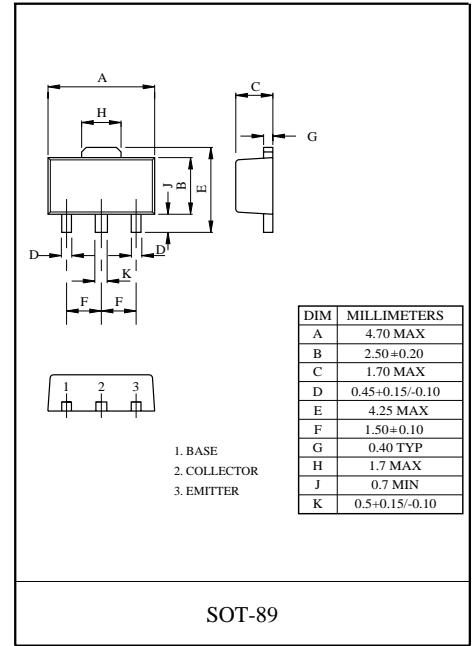 A
H
C
G
J
B
E
D
D
K
F
F
DIM MILLIMETERS
A 4.70 MAX
B 2.50±0.20
C 1.70 MAX
D 0.45+0.15/-0.10
E 4.25 MAX
F 1.50±0.10
G 0.40 TYP
H 1.7 MAX
J 0.7 MIN
K 0.5+0.15/-0.10
1 2 3
1. BASE
2. COLLECTOR
3. EMITTER
SOT-89